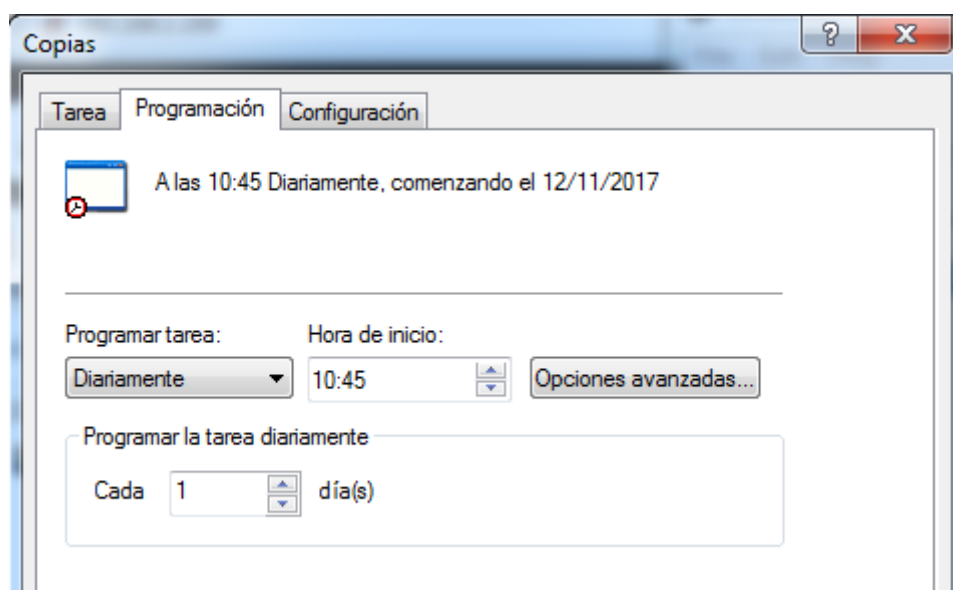 Copias
Tarea Programación Configuración
A las 10:45 Diariamente, comenzando el 12/11/2017
Programar tarea: Hora de inicio:
Diariamente 10:45 Opciones avanzadas...
Programar la tarea diariamente
Cada 1 día(s)